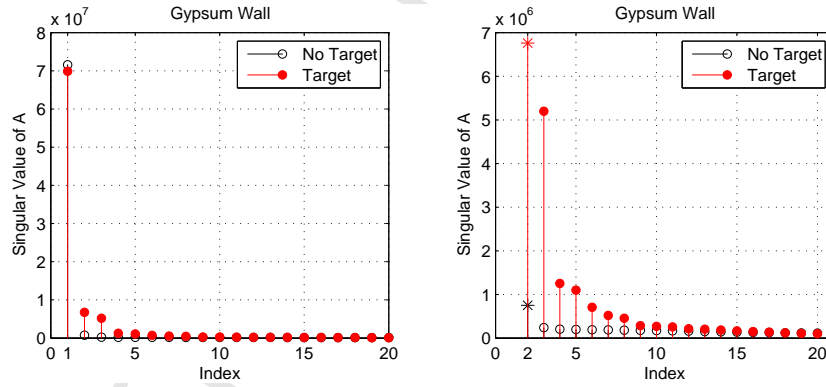 Gypsum Wall
x 10^7
8
7
6
5
4
3
2
1
0
Singular Value of A
0 1 5 10 15 20
Index
No Target
Target
Gypsum Wall
x 10^6
7
6
5
4
3
2
1
0
Singular Value of A
0 2 5 10 15 20
Index
No Target
Target